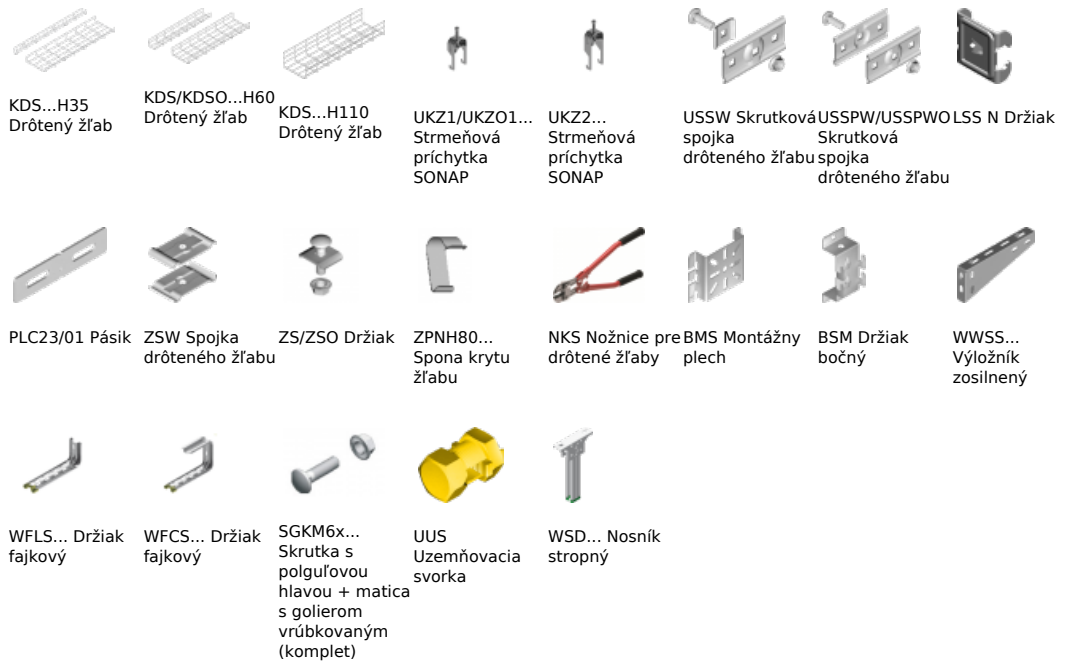 KDS...H35
Drôtený žľab
KDS/KDSO...H60
Drôtený žľab
KDS...H110
Drôtený žľab
UKZ1/UKZO1...
Strmeňová
príchytka
SONAP
UKZ2...
Strmeňová
príchytka
SONAP
USSW Skrutková
spojka
drôteného žľabu
USSPW/USSPWO
Skrutková
spojka
drôteného žľabu
LSS N Držiak
PLC23/01 Pásik
ZSW Spojka
drôteného žľabu
ZS/ZSO Držiak
ZPNH80...
Spona krytu
žľabu
NKS Nožnice pre
drôtené žľaby
BMS Montážny
plech
BSM Držiak
bočný
WWSS...
Výložník
zosilnený
WFLS... Držiak
fajkový
WFCS... Držiak
fajkový
SGKM6x...
Skrutka s
polguľovou
hlavou + matica
s golierom
vrúbkovaným
(komplet)
UUS
Uzemňovacia
svorka
WSD... Nosník
stropný